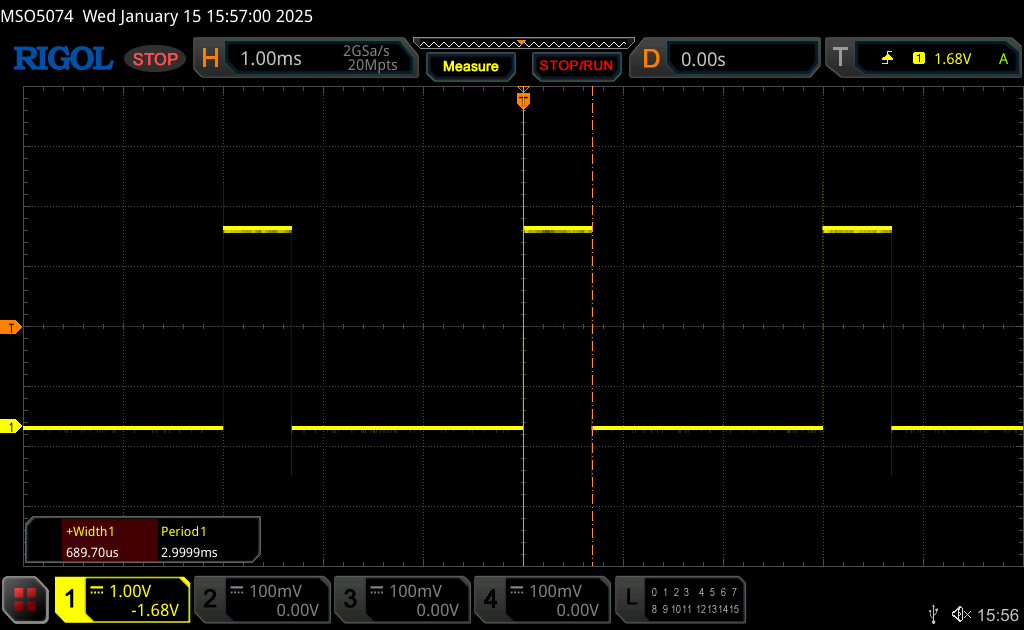 MSO5074 Wed January 15 15:57:00 2025
RIGOL STOP H 1.00ms 2GSa/s 20Mpts Measure STOP/RUN D 0.00s T 1 1.68V A
T
T
1
+Width1 Period1
689.70us 2.9999ms
1 1.00V -1.68V 2 100mV 0.00V 3 100mV 0.00V 4 100mV 0.00V L 0 1 2 3 4 5 6 7
8 9 10 11 12 13 14 15
15:56